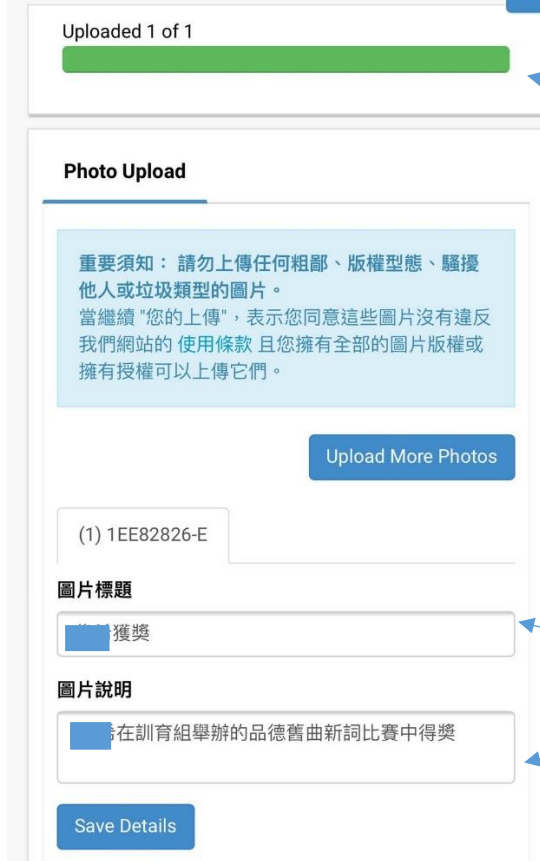 Uploaded 1 of 1
Photo Upload
重要須知： 請勿上傳任何粗鄙、版權型態、騷擾
他人或垃圾類型的圖片。
當繼續 "您的上傳"，表示您同意這些圖片沒有違反
我們網站的 使用條款 且您擁有全部的圖片版權或
擁有授權可以上傳它們。
Upload More Photos
(1) 1EE82826-E
圖片標題
獲獎
圖片說明
在訓育組舉辦的品德舊曲新詞比賽中得獎
Save Details